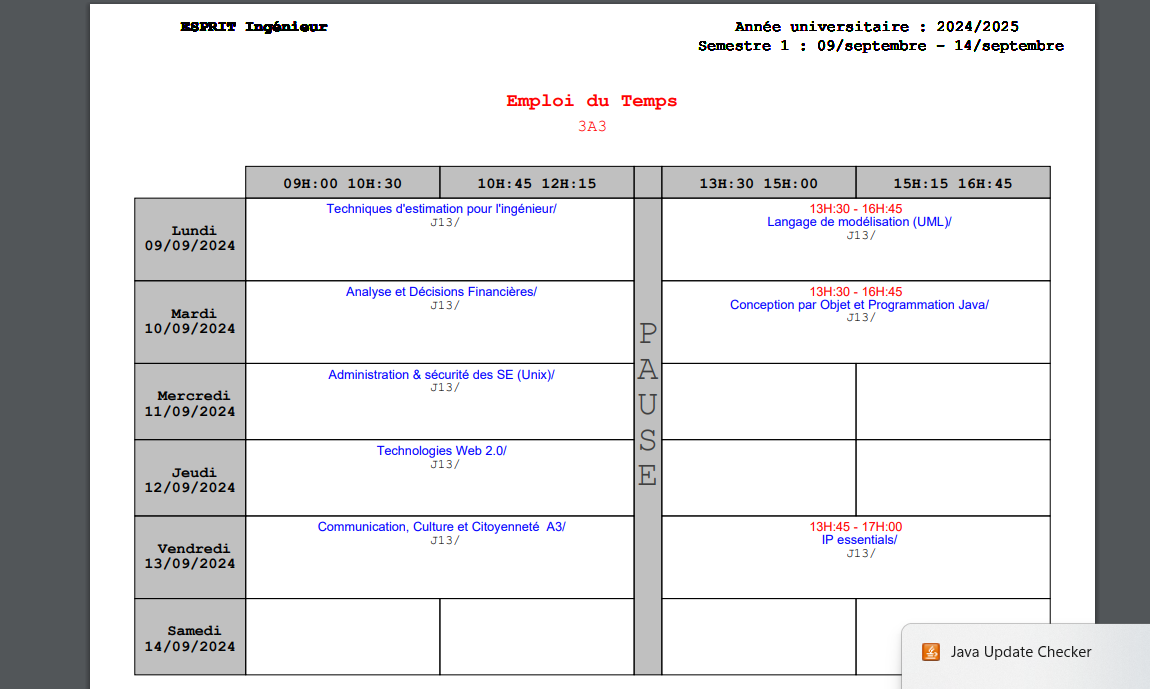 ESPRIT Ingénieur
Année universitaire : 2024/2025
Semestre 1 : 09/septembre - 14/septembre
Emploi du Temps
3A3
09H:00 10H:30 10H:45 12H:15 13H:30 15H:00 15H:15 16H:45
Lundi
09/09/2024
Techniques d'estimation pour l'ingénieur/
J13/
13H:30 - 16H:45
Langage de modélisation (UML)/
J13/
Mardi
10/09/2024
Analyse et Décisions Financières/
J13/
13H:30 - 16H:45
Conception par Objet et Programmation Java/
J13/
Mercredi
11/09/2024
Administration & sécurité des SE (Unix)/
J13/
Jeudi
12/09/2024
Technologies Web 2.0/
J13/
Vendredi
13/09/2024
Communication, Culture et Citoyenneté  A3/
J13/
13H:45 - 17H:00
IP essentials/
J13/
Samedi
14/09/2024
P
A
U
S
E
Java Update Checker